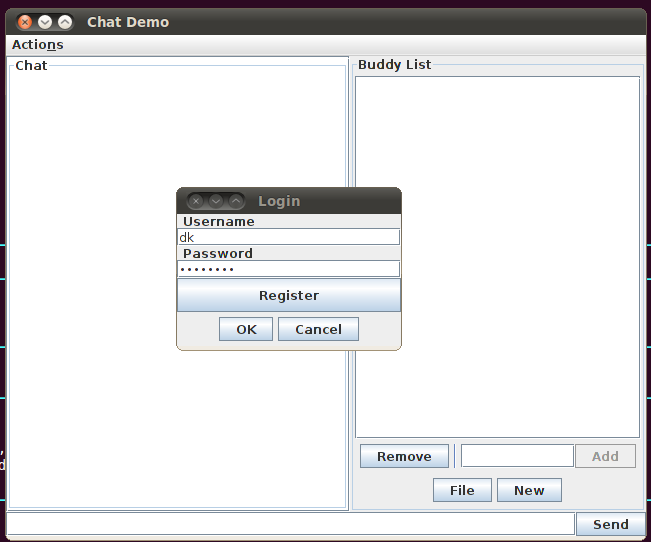 Chat Demo
Actions
Chat
Buddy List
Login
Username
dk
Password
••••••••
Register
OK Cancel
Remove Add
File New
Send